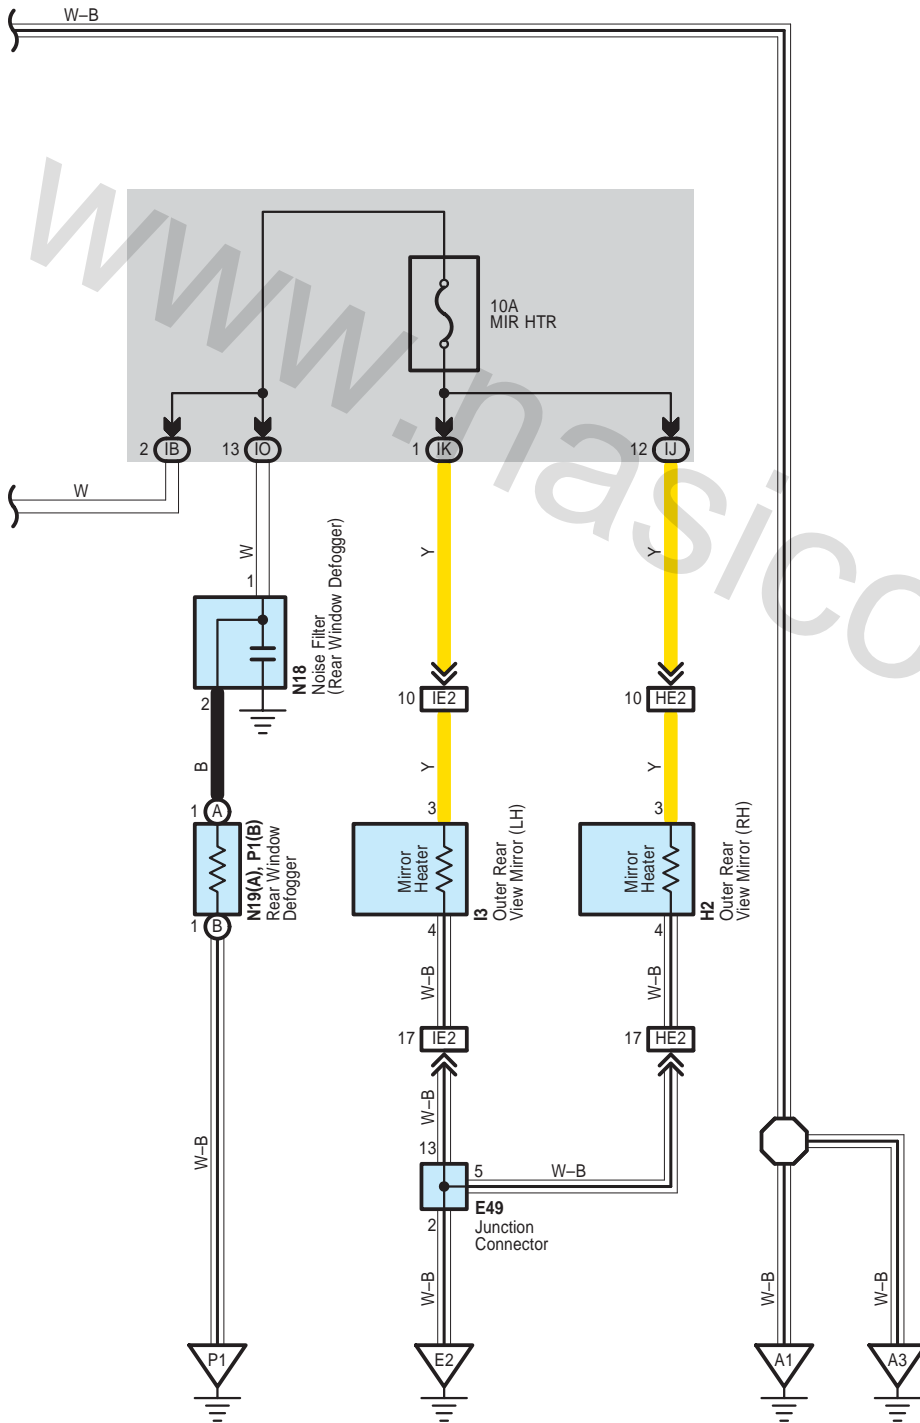 W–B
www.nasico
10A
MIR HTR
2 IB
13 IO
1 IK
12 IJ
W
W
Y
Y
1
N18
Noise Filter
(Rear Window Defogger)
2
10 IE2
10 HE2
B
Y
Y
1 A
3
3
N19(A), P1(B)
Rear Window
Defogger
Mirror
Heater
I3
Outer Rear
View Mirror (LH)
Mirror
Heater
H2
Outer Rear
View Mirror (RH)
1 B
4
4
W–B
W–B
17 IE2
17 HE2
W–B
W–B
13
5
W–B
E49
Junction
Connector
2
W–B
W–B
W–B
P1
E2
A1
A3